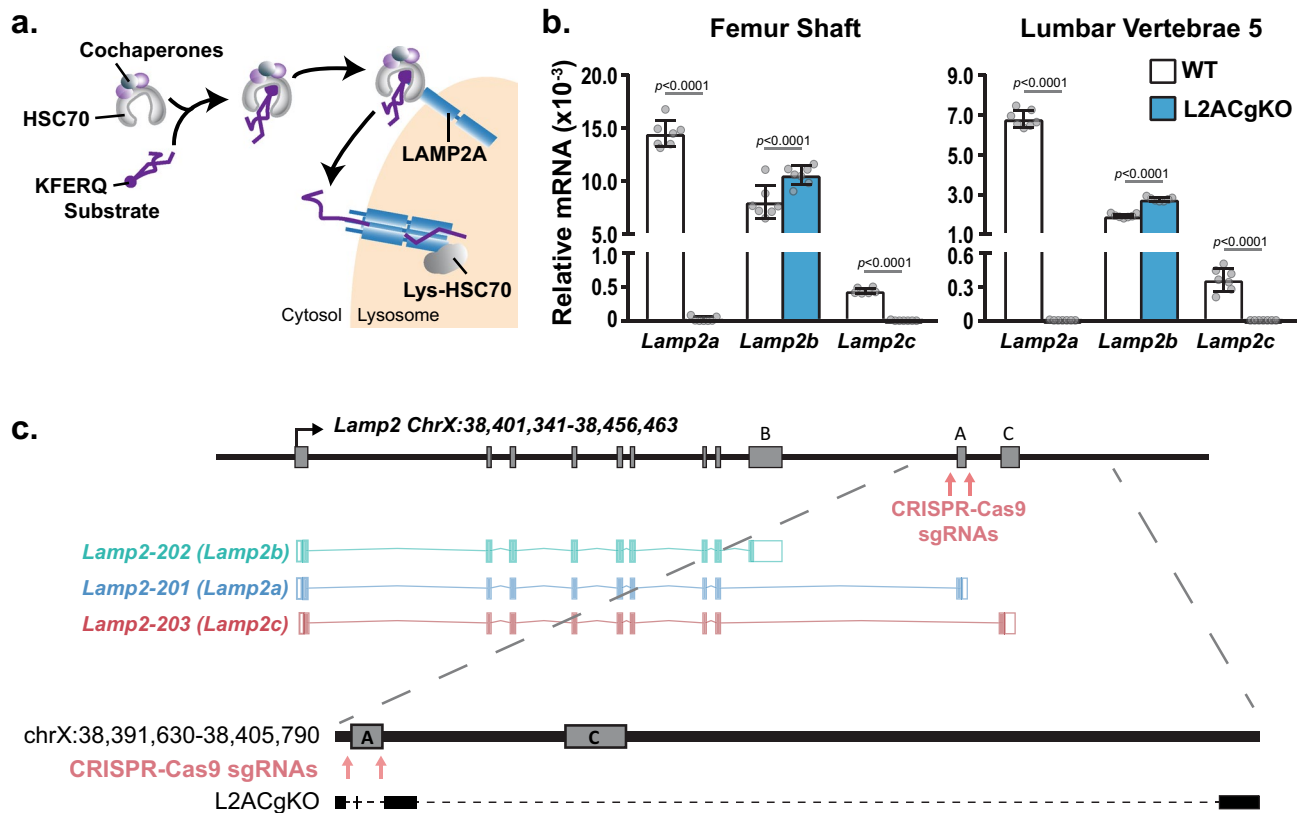 a.
Cochaperones
HSC70
KFERQ
Substrate
LAMP2A
Lys-HSC70
Cytosol
Lysosome
b.
Femur Shaft
Lumbar Vertebrae 5
WT
L2ACgKO
Relative mRNA (x10⁻³)
20.0
15.0
10.0
5.0
1.0
0.5
0
p<0.0001
p<0.0001
p<0.0001
Lamp2a
Lamp2b
Lamp2c
9.0
7.0
5.0
3.0
1.0
0.6
0.3
0
p<0.0001
p<0.0001
p<0.0001
Lamp2a
Lamp2b
Lamp2c
c.
Lamp2 ChrX:38,401,341-38,456,463
B
A
C
CRISPR-Cas9
sgRNAs
Lamp2-202 (Lamp2b)
Lamp2-201 (Lamp2a)
Lamp2-203 (Lamp2c)
chrX:38,391,630-38,405,790
A
C
CRISPR-Cas9 sgRNAs
L2ACgKO